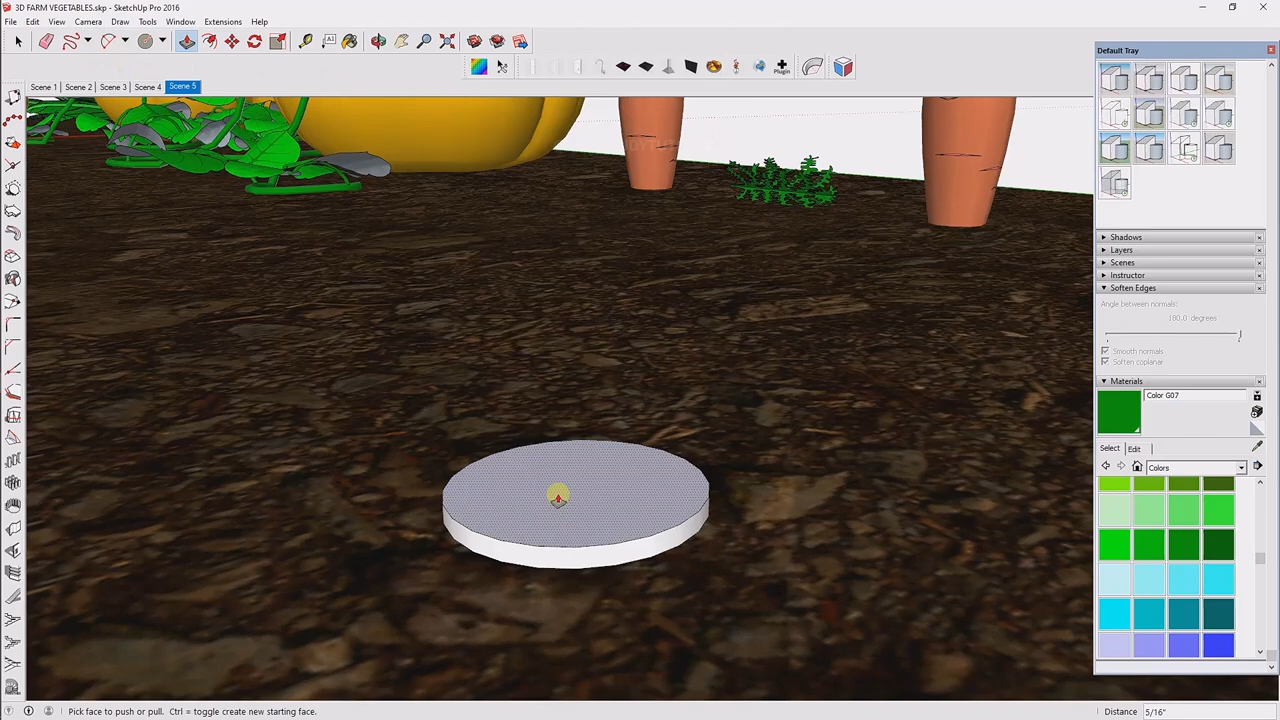 3D FARM VEGETABLES.skp - SketchUp Pro 2016
File Edit View Camera Draw Tools Window Extensions Help
Plugin
Scene 1 Scene 2 Scene 3 Scene 4 Scene 5
Default Tray
Shadows
Layers
Scenes
Instructor
Soften Edges
Angle between normals:
180.0 degrees
Smooth normals
Soften coplanar
Materials
Color G07
Select Edit
Colors
Pick face to push or pull. Ctrl = toggle create new starting face.
Distance 5/16"